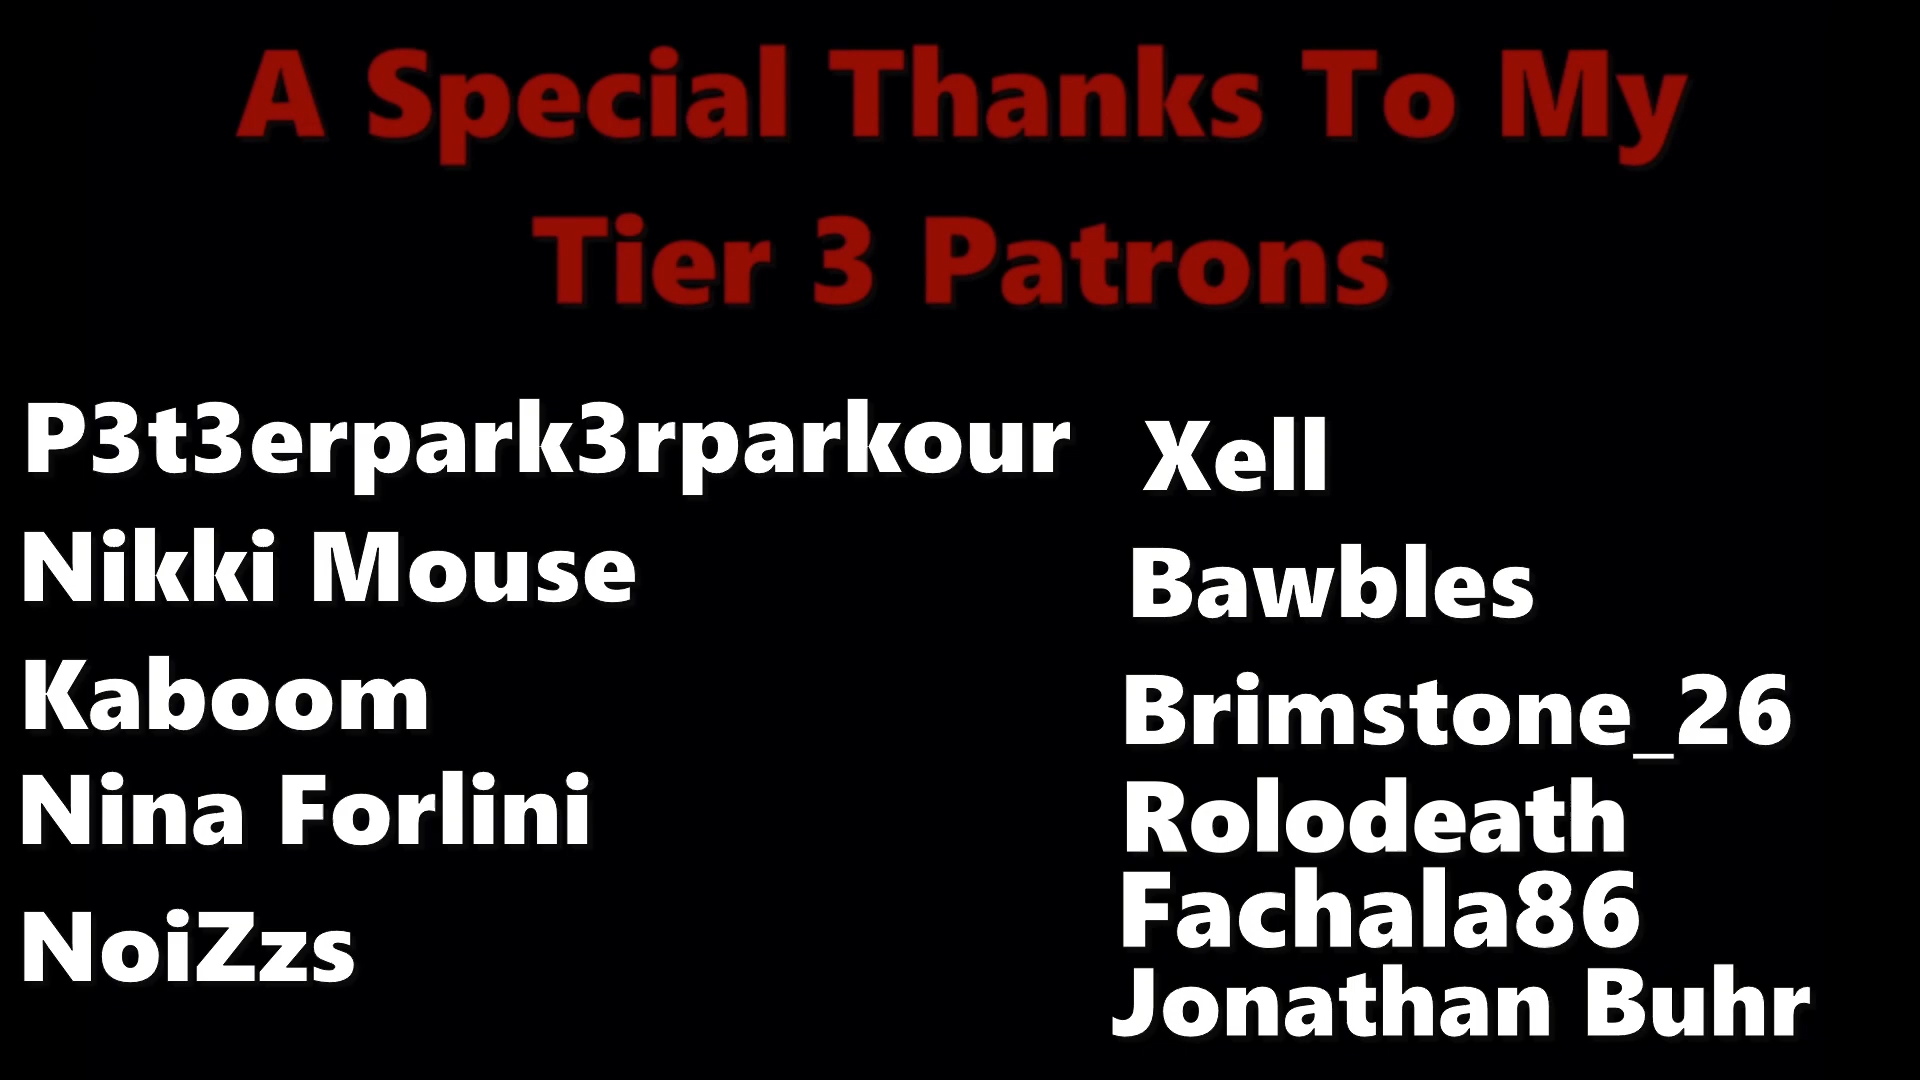 A Special Thanks To My
Tier 3 Patrons
P3t3erpark3rparkour
Nikki Mouse
Kaboom
Nina Forlini
NoiZzs
Xell
Bawbles
Brimstone_26
Rolodeath
Fachala86
Jonathan Buhr